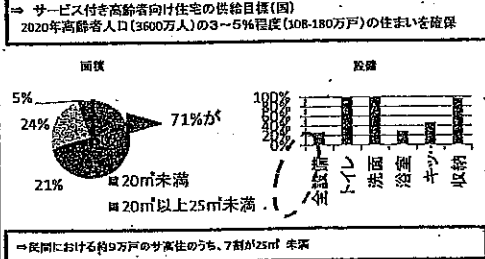 ⇒ サービス付き高齢者向け住宅の供給目標(国)
2020年高齢者人口(3600万人)の3～5%程度(108-180万戸)の住まいを確保
面積
設備
5%
24%
71%が
21%
20㎡未満
20㎡以上25㎡未満
100%
80%
60%
40%
20%
0%
全設備
トイレ
洗面
浴室
キッ…
収納
⇒民間における約9万戸のサ高住のうち、7割が25㎡ 未満